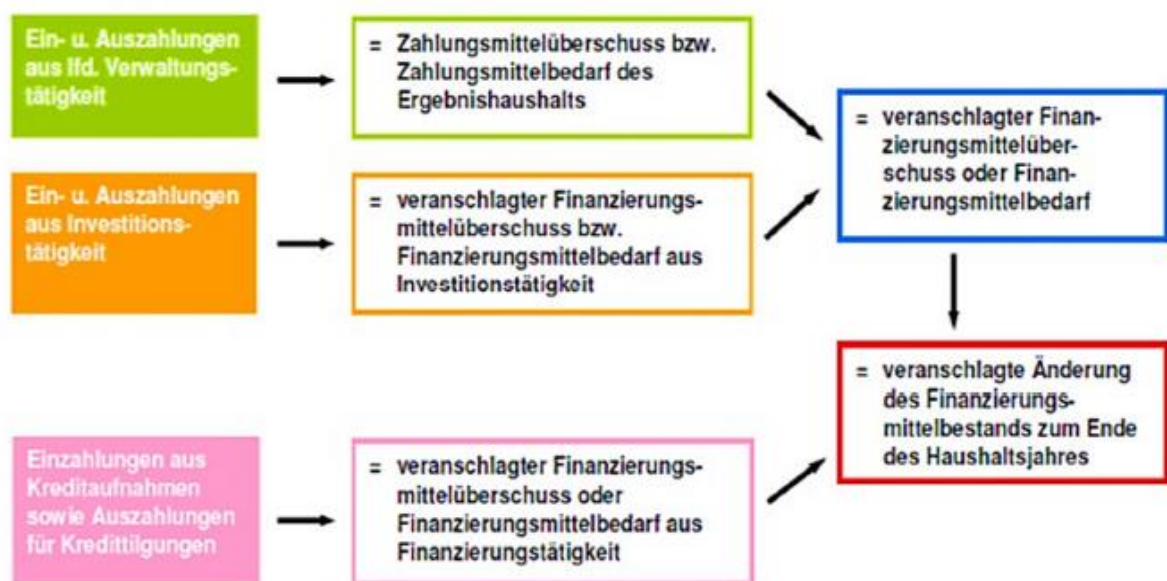 Ein- u. Auszahlungen
aus lfd. Verwaltungs-
tätigkeit
= Zahlungsmittelüberschuss bzw.
Zahlungsmittelbedarf des
Ergebnishaushalts
= veranschlagter Finan-
zierungsmittelüber-
schuss oder Finan-
zierungsmittelbedarf
Ein- u. Auszahlungen
aus Investitions-
tätigkeit
= veranschlagter Finanzierungs-
mittelüberschuss bzw.
Finanzierungsmittelbedarf aus
Investitionstätigkeit
= veranschlagte Änderung
des Finanzierungs-
mittelbestands zum Ende
des Haushaltsjahres
Einzahlungen aus
Kreditaufnahmen
sowie Auszahlungen
für Kredittilgungen
= veranschlagter Finanzierungs-
mittelüberschuss oder
Finanzierungsmittelbedarf aus
Finanzierungstätigkeit